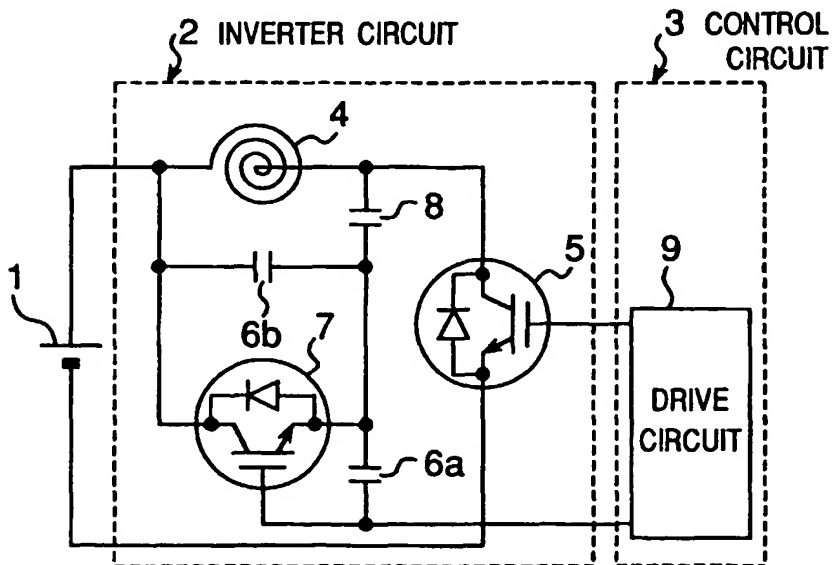 2 INVERTER CIRCUIT
3 CONTROL
CIRCUIT
4
8
5
9
1
6b
7
6a
DRIVE
CIRCUIT